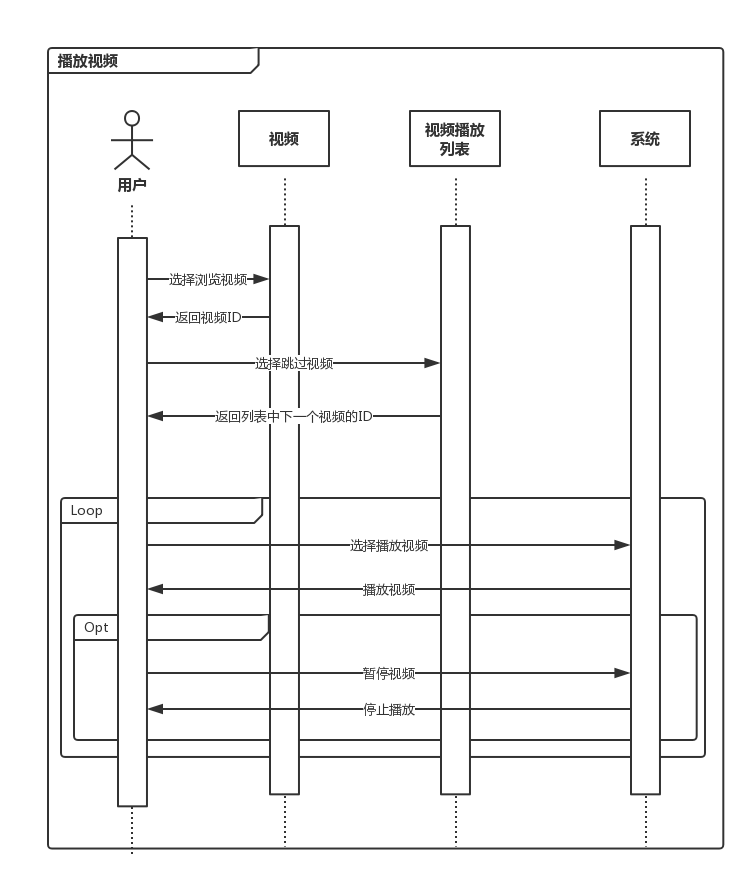 播放视频
用户
视频
视频播放
列表
系统
选择浏览视频
返回视频ID
选择跳过视频
返回列表中下一个视频的ID
Loop
选择播放视频
播放视频
Opt
暂停视频
停止播放